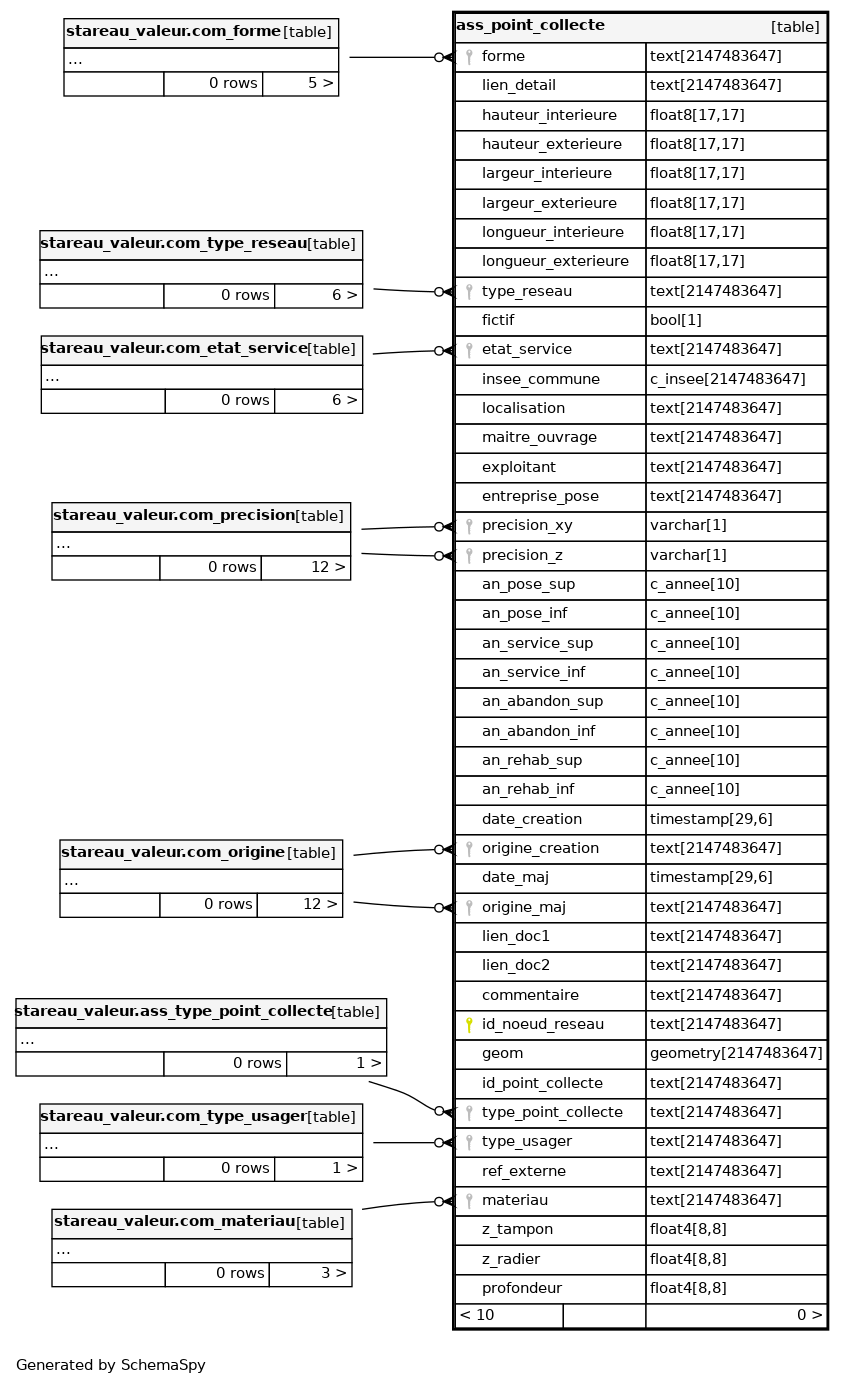 stareau_valeur.com_forme [table]
...
0 rows 5 >
stareau_valeur.com_type_reseau [table]
...
0 rows 6 >
stareau_valeur.com_etat_service [table]
...
0 rows 6 >
stareau_valeur.com_precision [table]
...
0 rows 12 >
stareau_valeur.com_origine [table]
...
0 rows 12 >
stareau_valeur.ass_type_point_collecte [table]
...
0 rows 1 >
stareau_valeur.com_type_usager [table]
...
0 rows 1 >
stareau_valeur.com_materiau [table]
...
0 rows 3 >
ass_point_collecte [table]
forme text[2147483647]
lien_detail text[2147483647]
hauteur_interieure float8[17,17]
hauteur_exterieure float8[17,17]
largeur_interieure float8[17,17]
largeur_exterieure float8[17,17]
longueur_interieure float8[17,17]
longueur_exterieure float8[17,17]
type_reseau text[2147483647]
fictif bool[1]
etat_service text[2147483647]
insee_commune c_insee[2147483647]
localisation text[2147483647]
maitre_ouvrage text[2147483647]
exploitant text[2147483647]
entreprise_pose text[2147483647]
precision_xy varchar[1]
precision_z varchar[1]
an_pose_sup c_annee[10]
an_pose_inf c_annee[10]
an_service_sup c_annee[10]
an_service_inf c_annee[10]
an_abandon_sup c_annee[10]
an_abandon_inf c_annee[10]
an_rehab_sup c_annee[10]
an_rehab_inf c_annee[10]
date_creation timestamp[29,6]
origine_creation text[2147483647]
date_maj timestamp[29,6]
origine_maj text[2147483647]
lien_doc1 text[2147483647]
lien_doc2 text[2147483647]
commentaire text[2147483647]
id_noeud_reseau text[2147483647]
geom geometry[2147483647]
id_point_collecte text[2147483647]
type_point_collecte text[2147483647]
type_usager text[2147483647]
ref_externe text[2147483647]
materiau text[2147483647]
z_tampon float4[8,8]
z_radier float4[8,8]
profondeur float4[8,8]
< 10 0 >
Generated by SchemaSpy